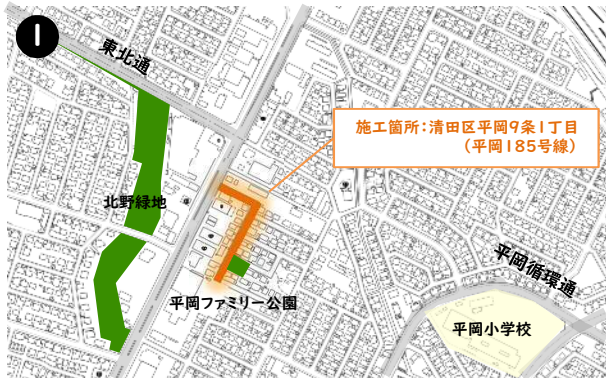 1
東北通
施工箇所:清田区平岡9条1丁目
(平岡185号線)
北野緑地
平岡循環通
平岡ファミリー公園
平岡小学校